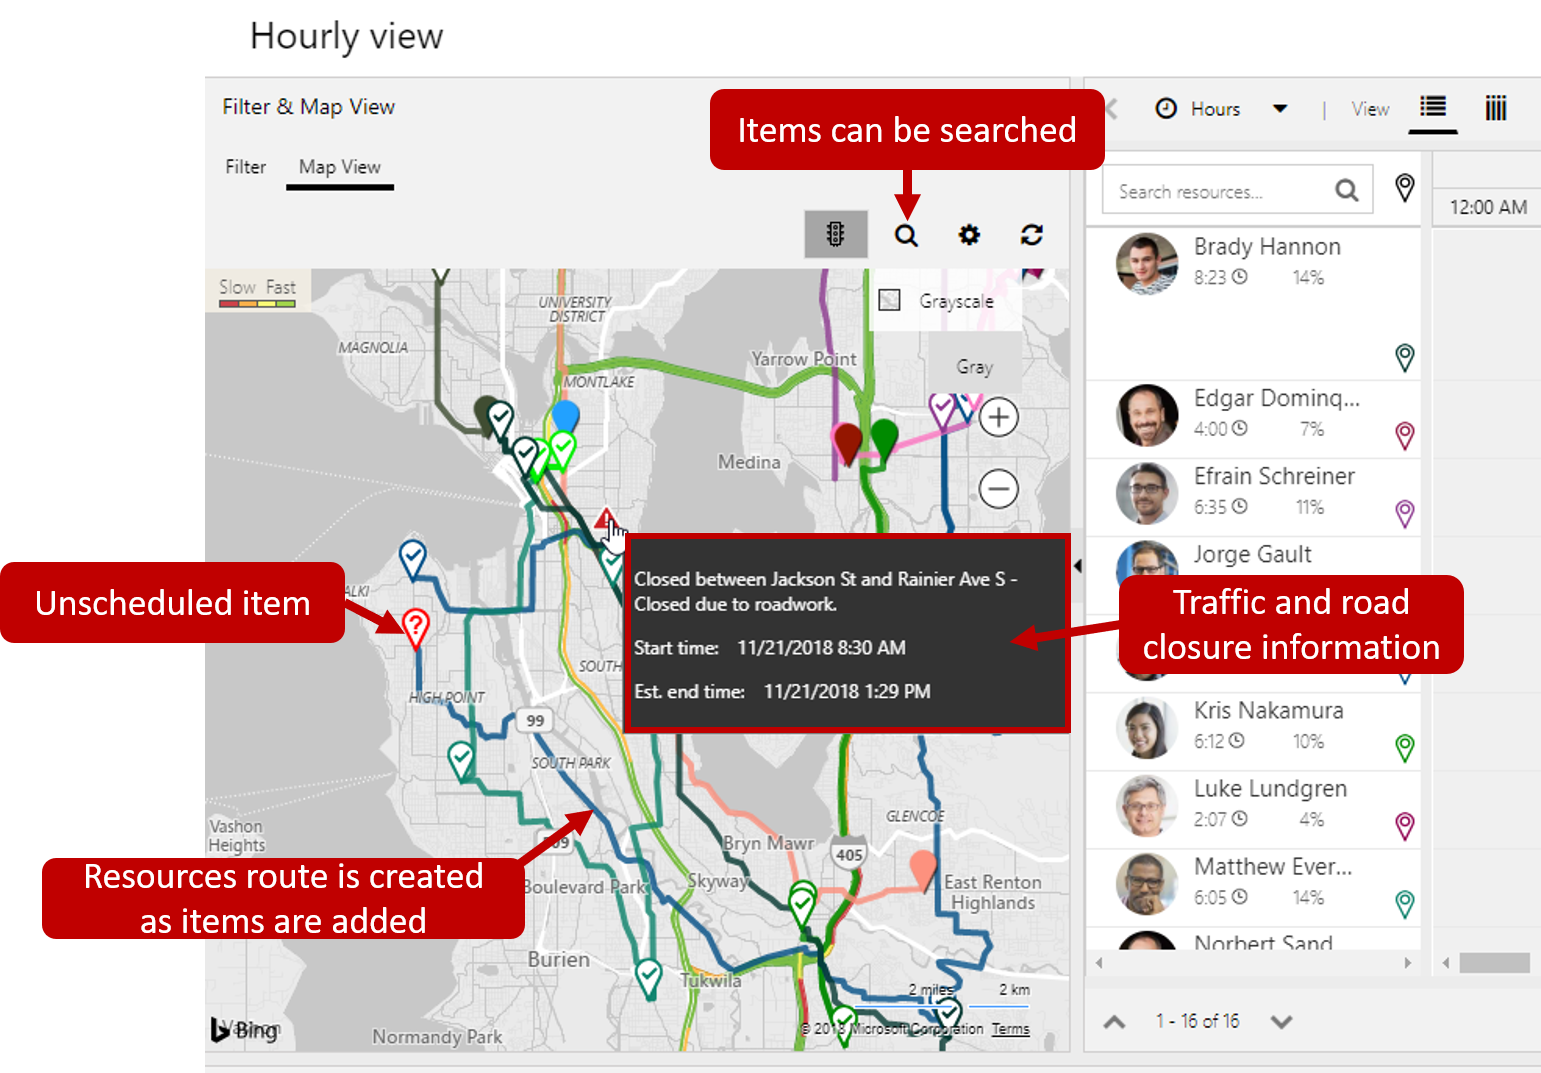 Hourly view
Filter & Map View
Items can be searched
Hours
|
View
Filter
Map View
Search resources...
12:00 AM
Slow Fast
Grayscale
Gray
UNIVERSITY
DISTRICT
MAGNOLIA
Yarrow Point
MONTLAKE
Medina
Closed between Jackson St and Rainier Ave S -
Closed due to roadwork.
Start time: 11/21/2018 8:30 AM
Est. end time: 11/21/2018 1:29 PM
Unscheduled item
ALKI
SOUTH
HIGH POINT
99
SOUTH PARK
Traffic and road
closure information
Vashon
Heights
GLENCOE
Bryn Mawr
405
Resources route is created
as items are added
Boulevard Park
Skyway
East Renton
Highlands
Burien
Tukwila
2 miles
2 km
Bing
Normandy Park
© 2018 Microsoft Corporation
Terms
Brady Hannon
8:23 14%
Edgar Dominq...
4:00 7%
Efrain Schreiner
6:35 11%
Jorge Gault
Kris Nakamura
6:12 10%
Luke Lundgren
2:07 4%
Matthew Ever...
6:05 14%
Norbert Sand
1 - 16 of 16